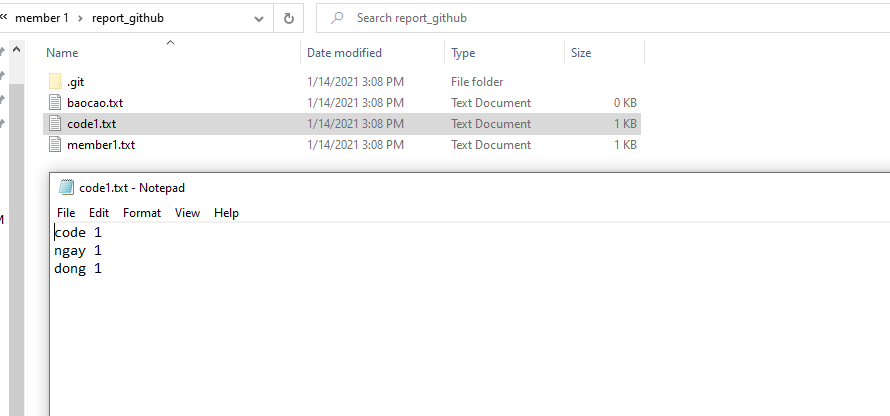 « member 1 > report_github
Search report_github
Name Date modified Type Size
.git 1/14/2021 3:08 PM File folder
baocao.txt 1/14/2021 3:08 PM Text Document 0 KB
code1.txt 1/14/2021 3:08 PM Text Document 1 KB
member1.txt 1/14/2021 3:08 PM Text Document 1 KB
code1.txt - Notepad
File Edit Format View Help
M
code 1
ngay 1
dong 1